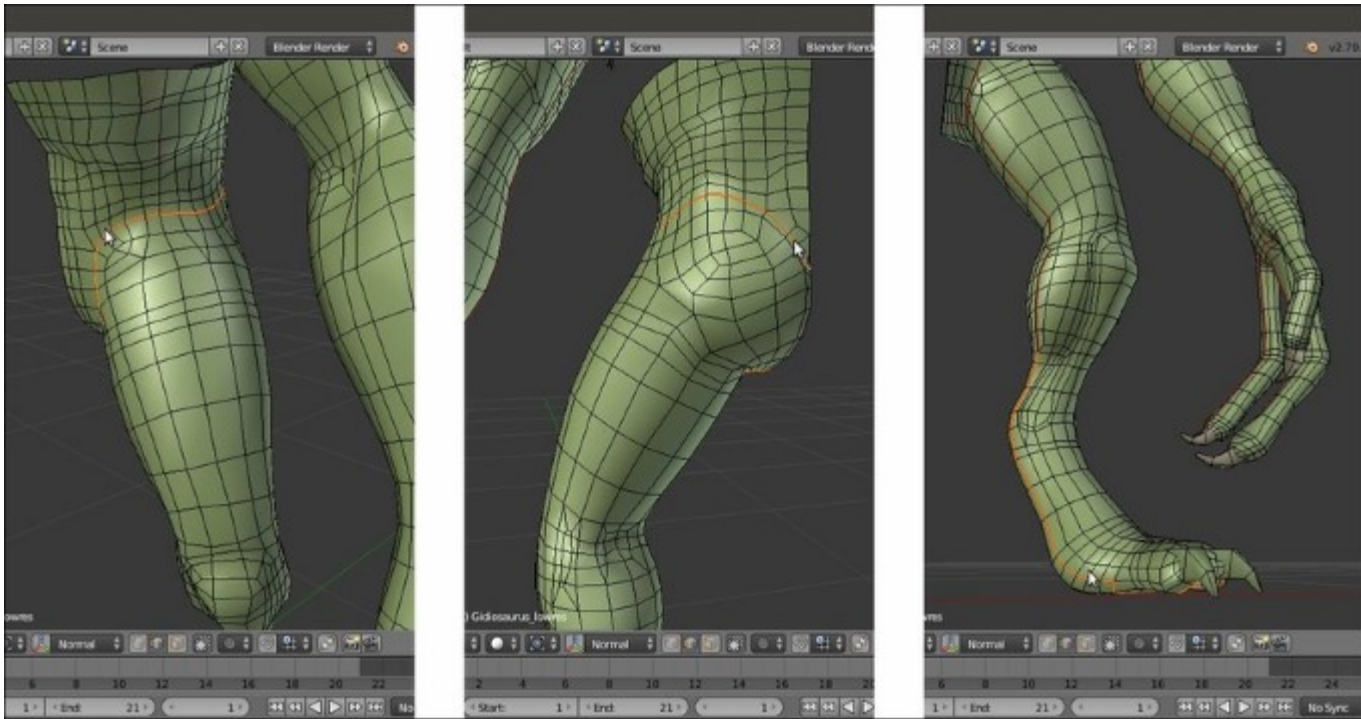 Scene Blender Render
Scene Blender Rend
Scene Blender Render v2.70
owres
) Gidiosaurus_lowres
wres
Normal
Normal
Normal
6 8 10 12 14 16 18 20 22
2 4 6 8 10 12 14 16 18 20
6 8 10 12 14 16 18 20 22 24
1 End: 21 1 No
Start: 1 End: 21 1
1 End: 21 1 No Sync